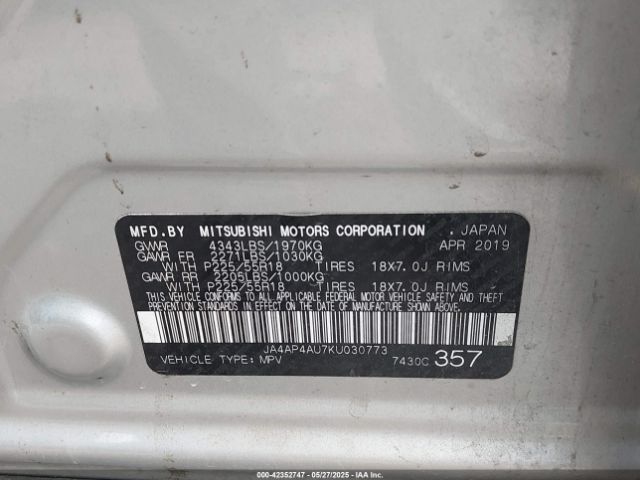 MFD.BY MITSUBISHI MOTORS CORPORATION . JAPAN
GVWR 4343LBS/1970KG APR 2019
GAWR FR 2271LBS/1030KG
WITH P225/55R18 TIRES 18X7.0J RIMS
GAWR RR 2205LBS/1000KG
WITH P225/55R18 TIRES 18X7.0J RIMS
THIS VEHICLE CONFORMS TO ALL APPLICABLE FEDERAL MOTOR VEHICLE SAFETY AND THEFT
PREVENTION STANDARDS IN EFFECT ON THE DATE OF MANUFACTURE SHOWN ABOVE.
JA4AP4AU7KU030773
VEHICLE TYPE: MPV 7430C 357
00-42352747 - 05/27/2025 - COPYRIGHT IAA, LLC.